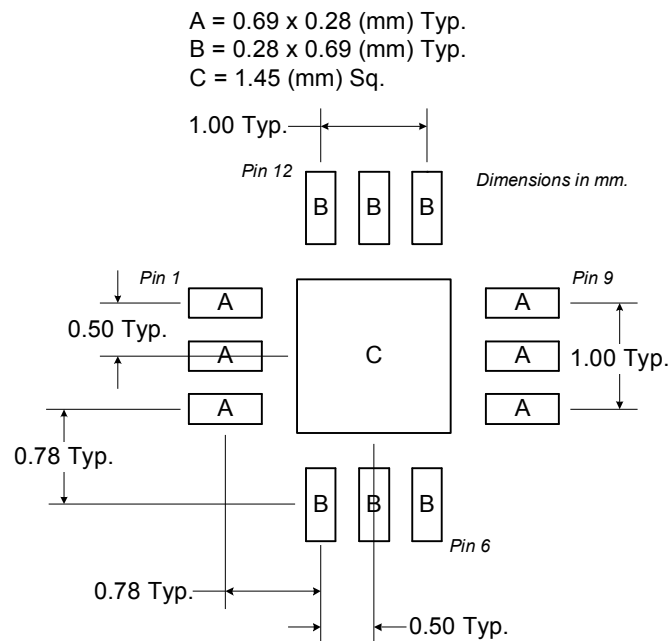 A = 0.69 x 0.28 (mm) Typ.
B = 0.28 x 0.69 (mm) Typ.
C = 1.45 (mm) Sq.
1.00 Typ.
Pin 12
Dimensions in mm.
B B B
Pin 1
Pin 9
A
A
0.50 Typ.
A
C
A
1.00 Typ.
A
A
0.78 Typ.
B B B
Pin 6
0.78 Typ.
0.50 Typ.